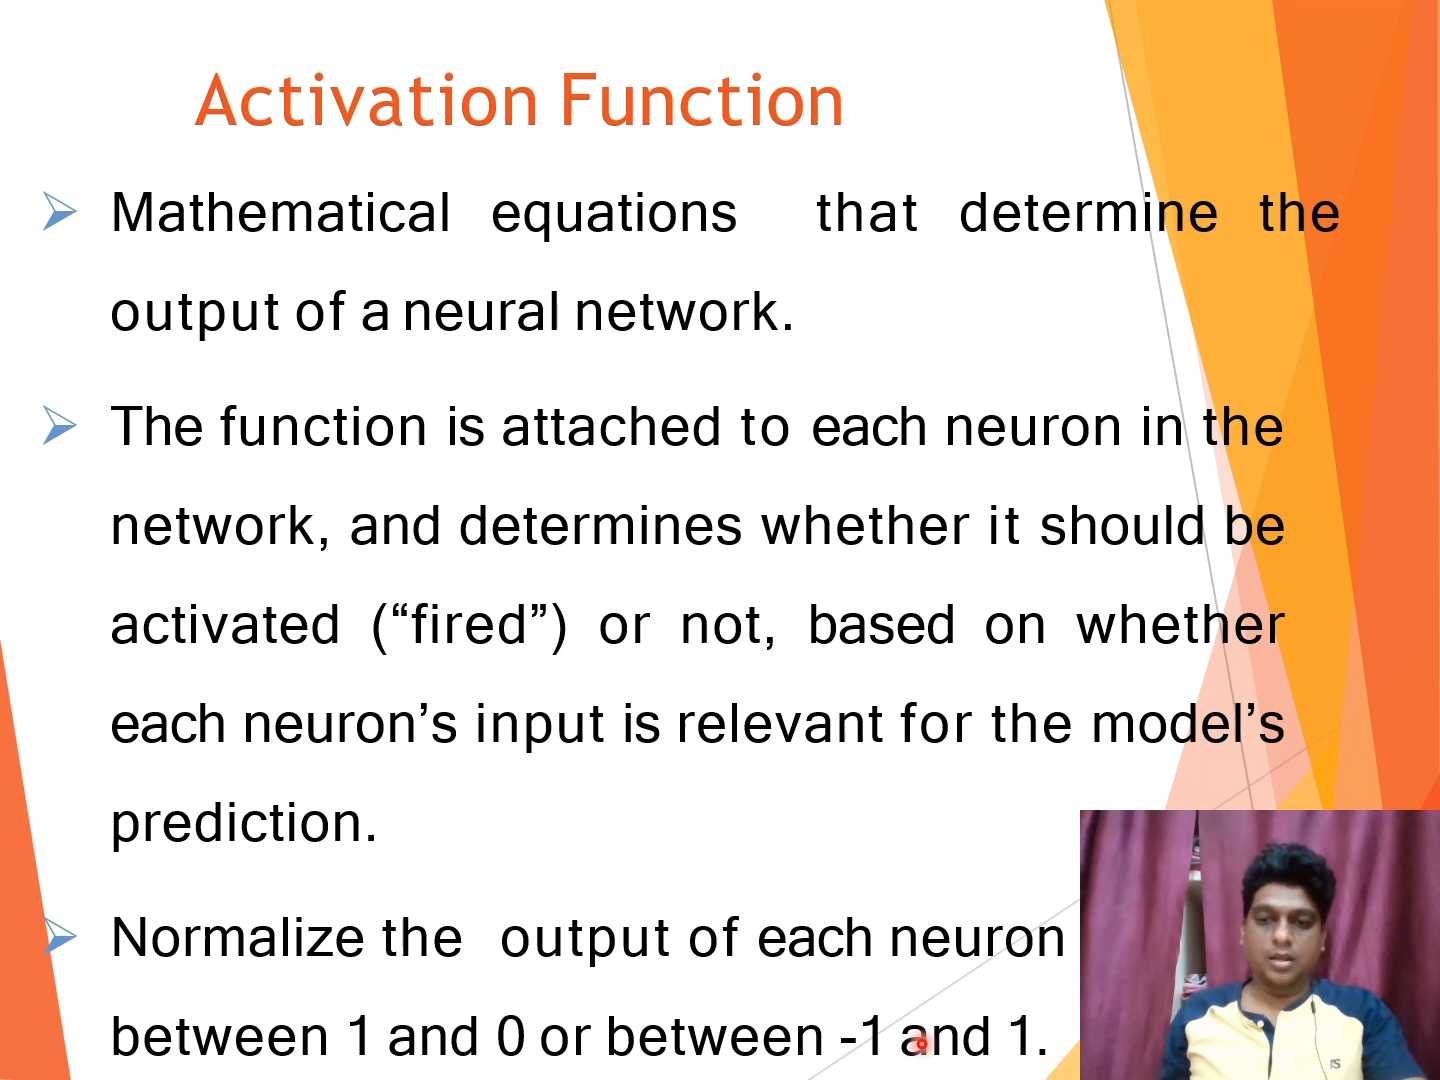 Activation Function
Mathematical equations that determine the
output of a neural network.
The function is attached to each neuron in the
network, and determines whether it should be
activated (“fired”) or not, based on whether
each neuron’s input is relevant for the model’s
prediction.
Normalize the output of each neuron
between 1 and 0 or between -1 and 1.